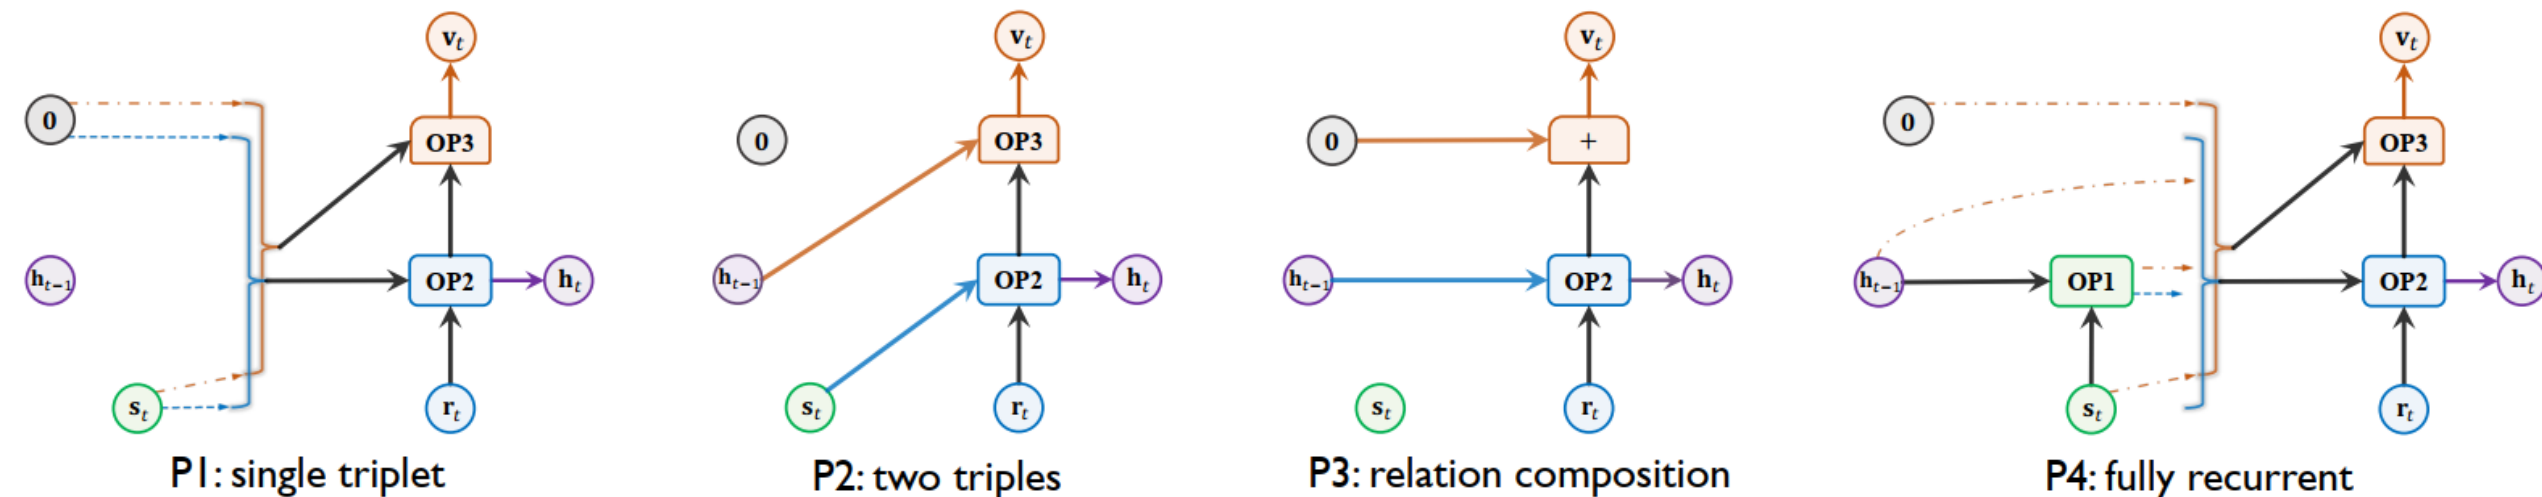 v_t
0
OP3
h_{t-1}
OP2
h_t
s_t
r_t
P1: single triplet
v_t
0
OP3
h_{t-1}
OP2
h_t
s_t
r_t
P2: two triples
v_t
0
+
h_{t-1}
OP2
h_t
s_t
r_t
P3: relation composition
v_t
0
OP3
h_{t-1}
OP1
OP2
h_t
s_t
r_t
P4: fully recurrent